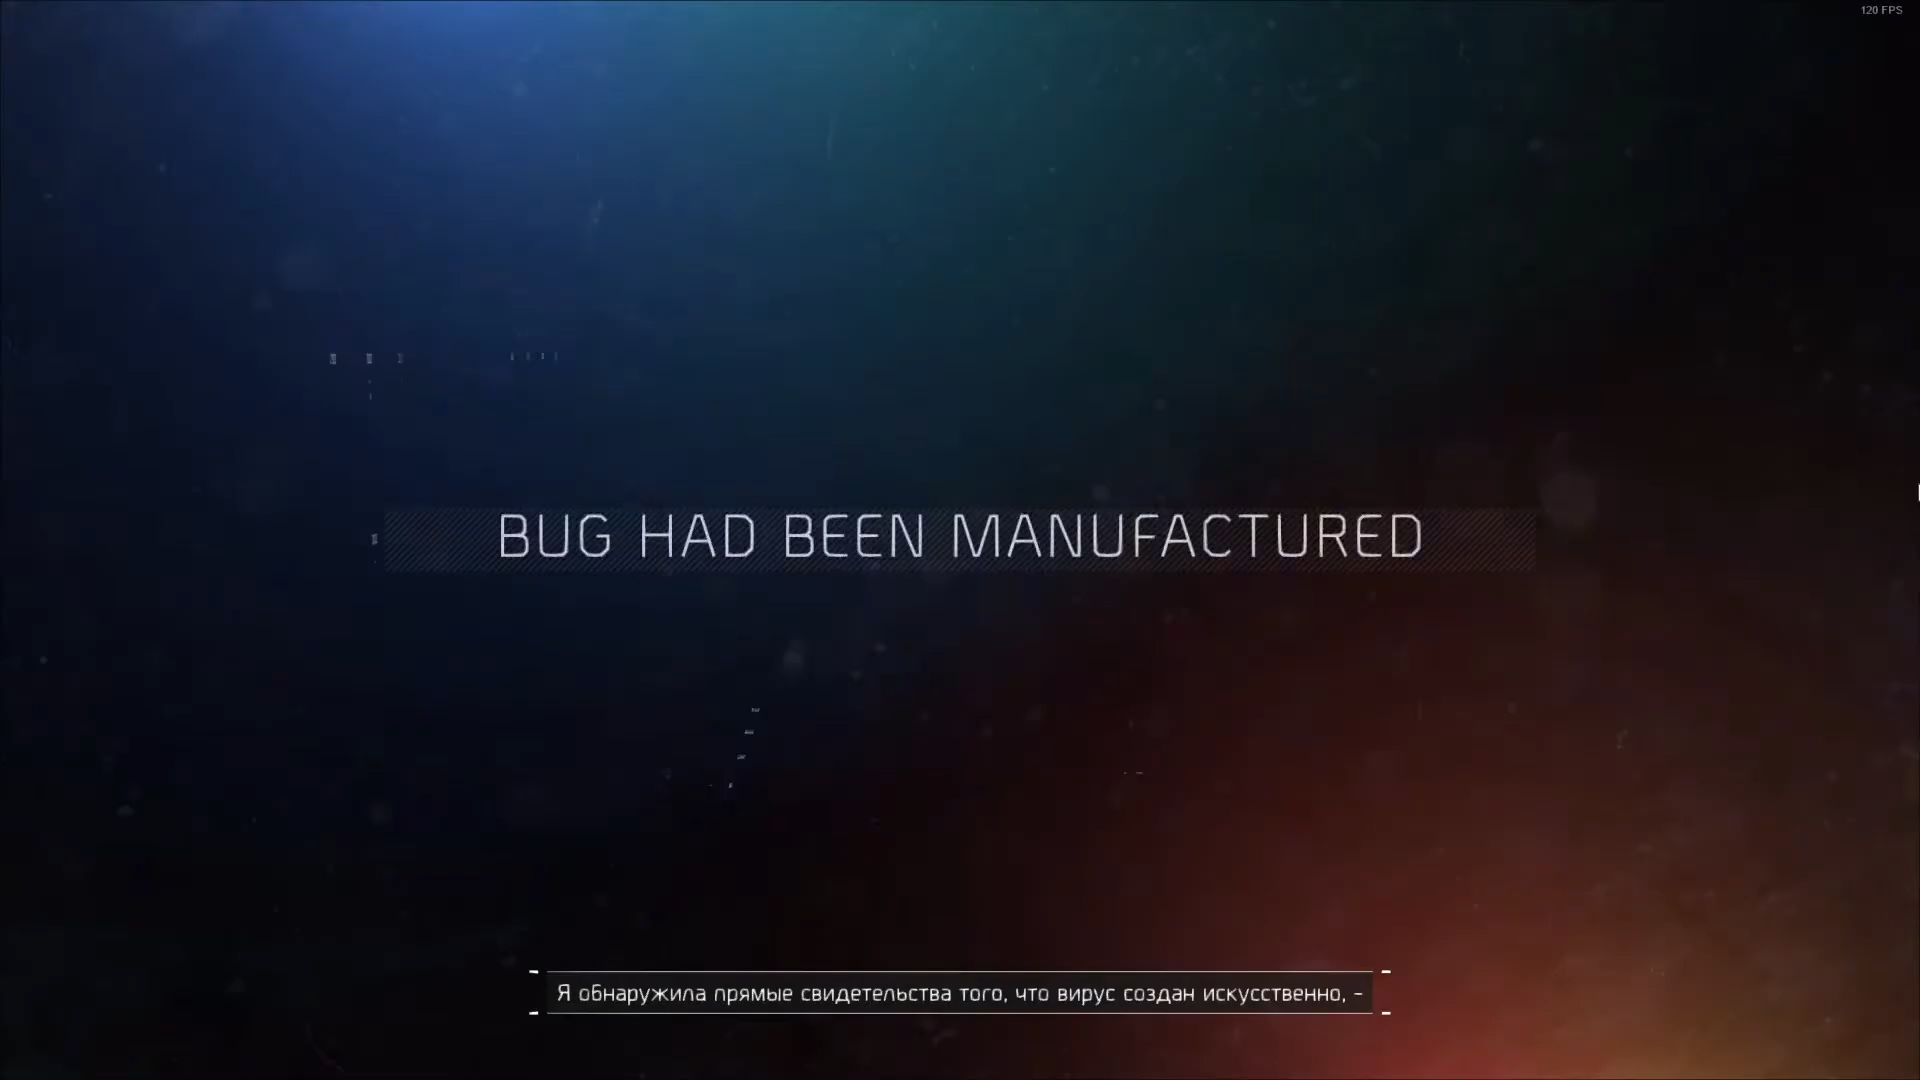 120 FPS
BUG HAD BEEN MANUFACTURED
Я обнаружила прямые свидетельства того, что вирус создан искусственно, –